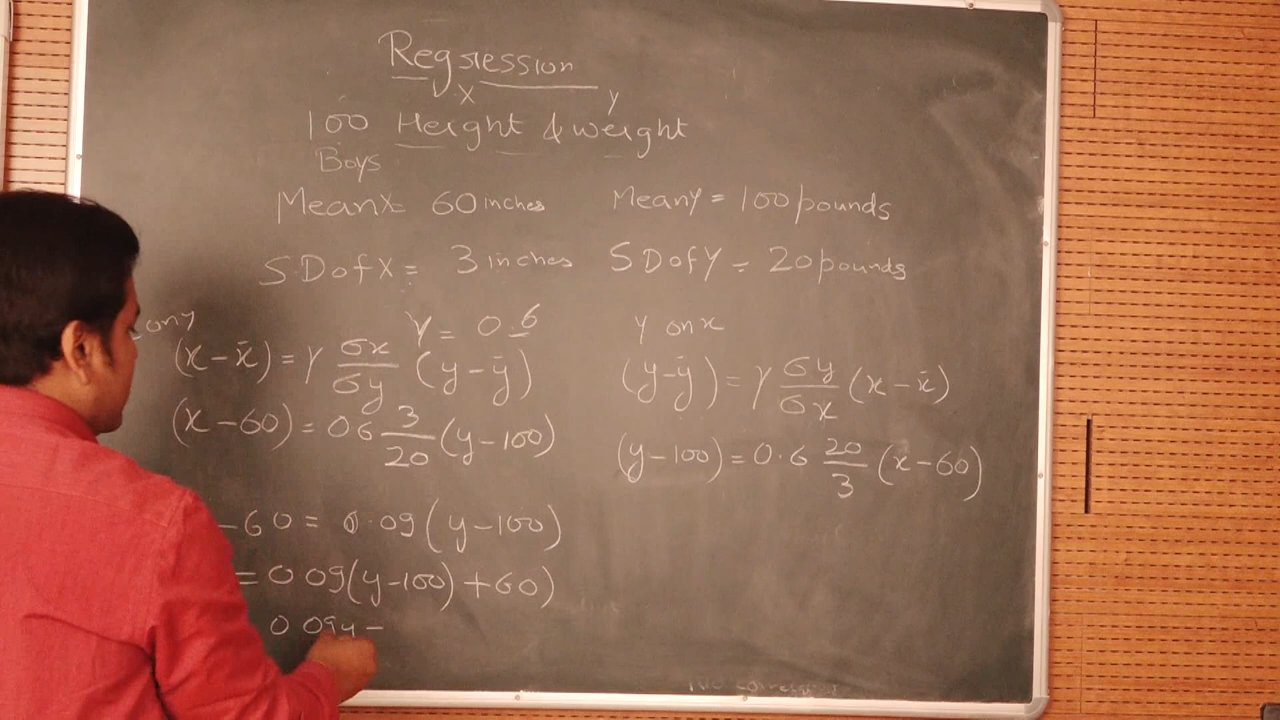 Regression
X Y
100 Height & weight
Boys
Mean X = 60 inches Mean Y = 100 pounds
S.D of X = 3 inches S D of Y = 20 pounds
on y γ = 0.6 y on x
(x - x̄) = γ σx/σy (y - ȳ) (y - ȳ) = γ σy/σx (x - x̄)
(x - 60) = 0 6 3/20 (y - 100) (y - 100) = 0.6 20/3 (x - 60)
- 60 = 0.09 (y - 100)
= 0 09(y - 100) + 60)
0 09y -